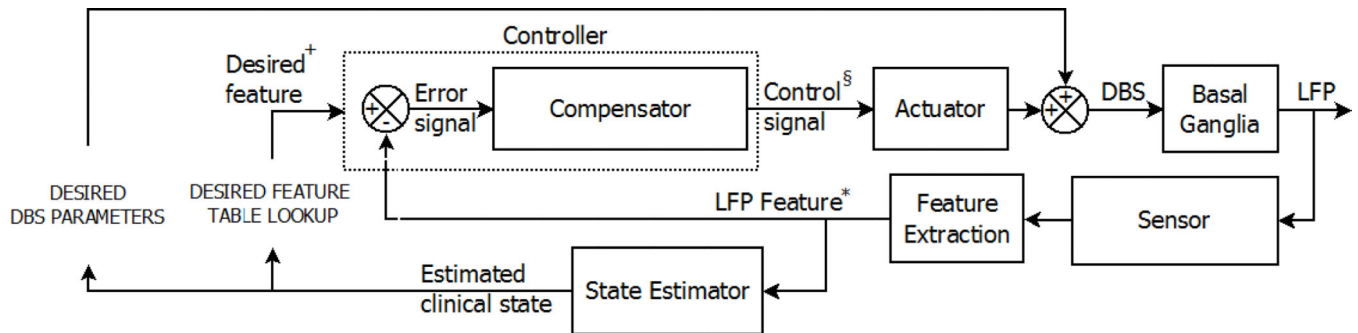 Controller
Desired+
feature
+
-
Error
signal
Compensator
Control§
signal
Actuator
+
+
DBS
Basal
Ganglia
LFP
DESIRED
DBS PARAMETERS
DESIRED FEATURE
TABLE LOOKUP
LFP Feature*
Feature
Extraction
Sensor
Estimated
clinical state
State Estimator